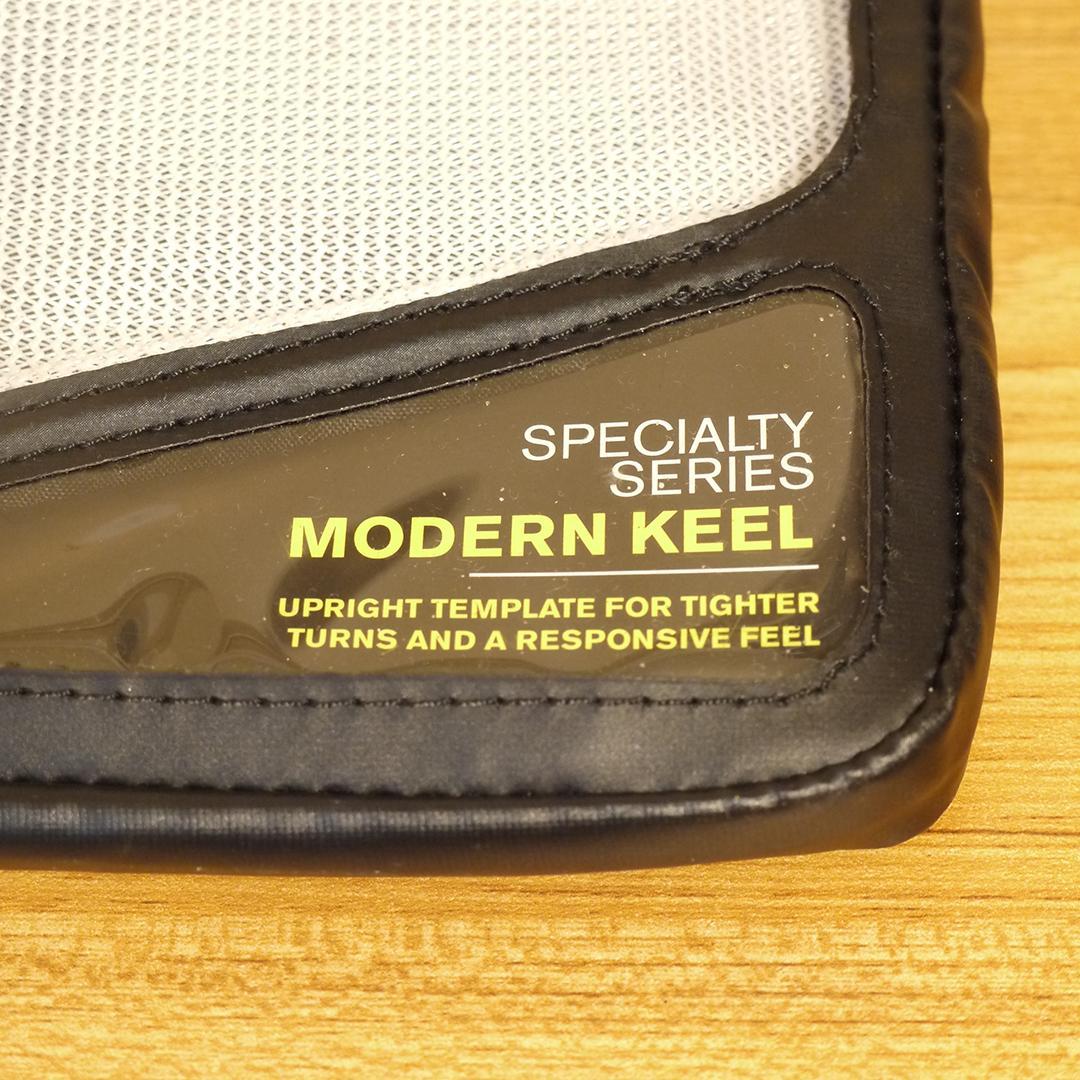 SPECIALTY
SERIES
MODERN KEEL
UPRIGHT TEMPLATE FOR TIGHTER
TURNS AND A RESPONSIVE FEEL